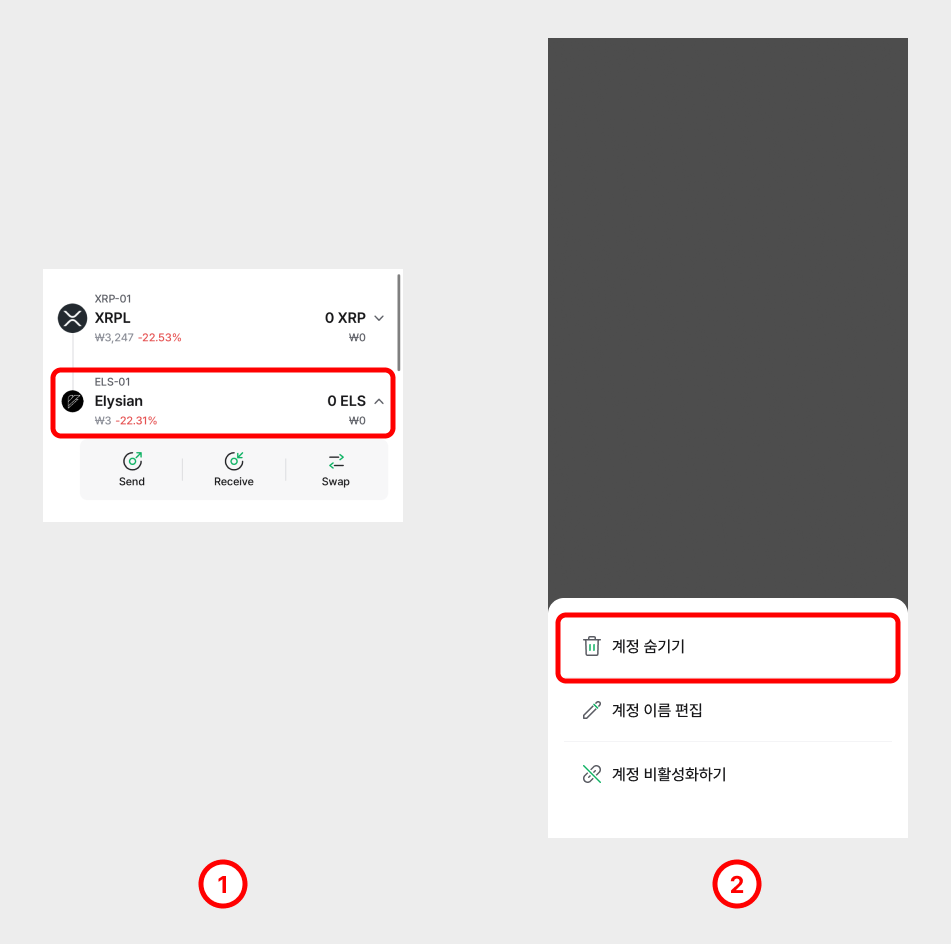 XRP-01
XRPL 0 XRP
₩3,247 -22.53% ₩0
ELS-01
Elysian 0 ELS
₩3 -22.31% ₩0
Send Receive Swap
1
계정 숨기기
계정 이름 편집
계정 비활성화하기
2